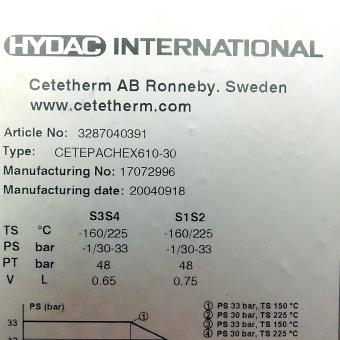 HYDAC INTERNATIONAL
Cetetherm AB Ronneby. Sweden
www.cetetherm.com
Article No: 3287040391
Type: CETEPACHEX610-30
Manufacturing No: 17072996
Manufacturing date: 20040918
S3S4 S1S2
TS °C -160/225 -160/225
PS bar -1/30-33 -1/30-33
PT bar 48 48
V L 0.65 0.75
PS (bar)
① PS 33 bar, TS 150 °C
② PS 30 bar, TS 225 °C
③ PS 33 bar, TS 150 °C
④ PS 30 bar, TS 225 °C
33 ①